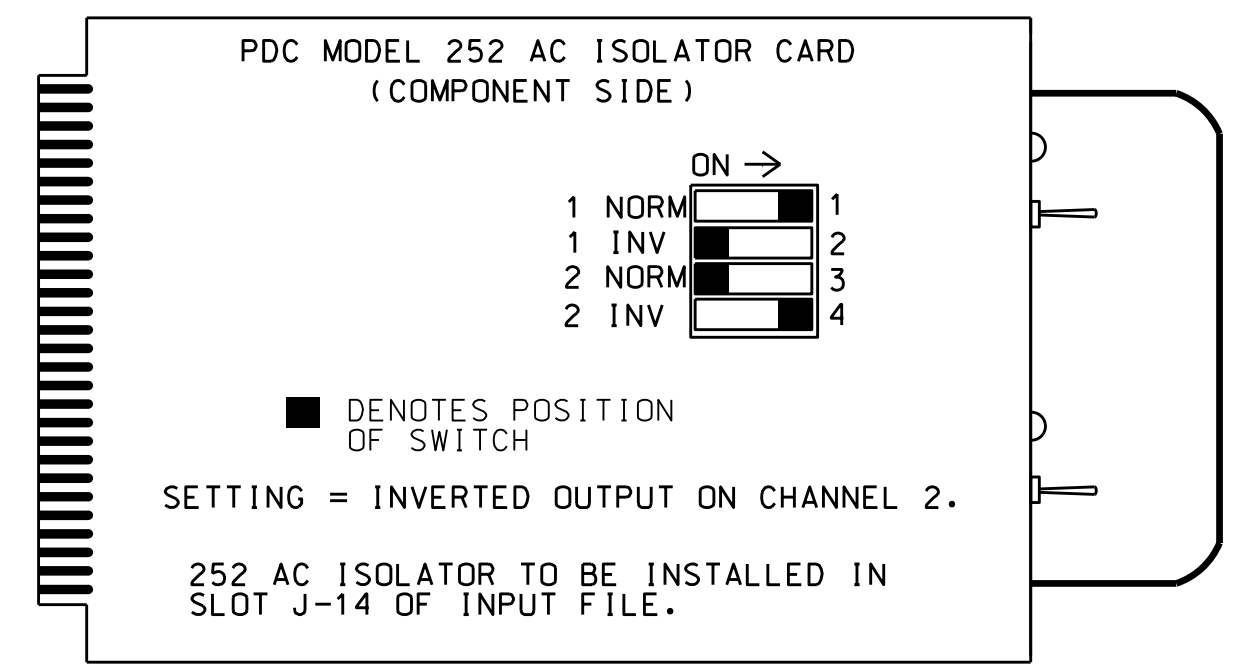 PDC MODEL 252 AC ISOLATOR CARD
(COMPONENT SIDE)
ON →
1 NORM 1
1 INV 2
2 NORM 3
2 INV 4
DENOTES POSITION
OF SWITCH
SETTING = INVERTED OUTPUT ON CHANNEL 2.
252 AC ISOLATOR TO BE INSTALLED IN
SLOT J-14 OF INPUT FILE.